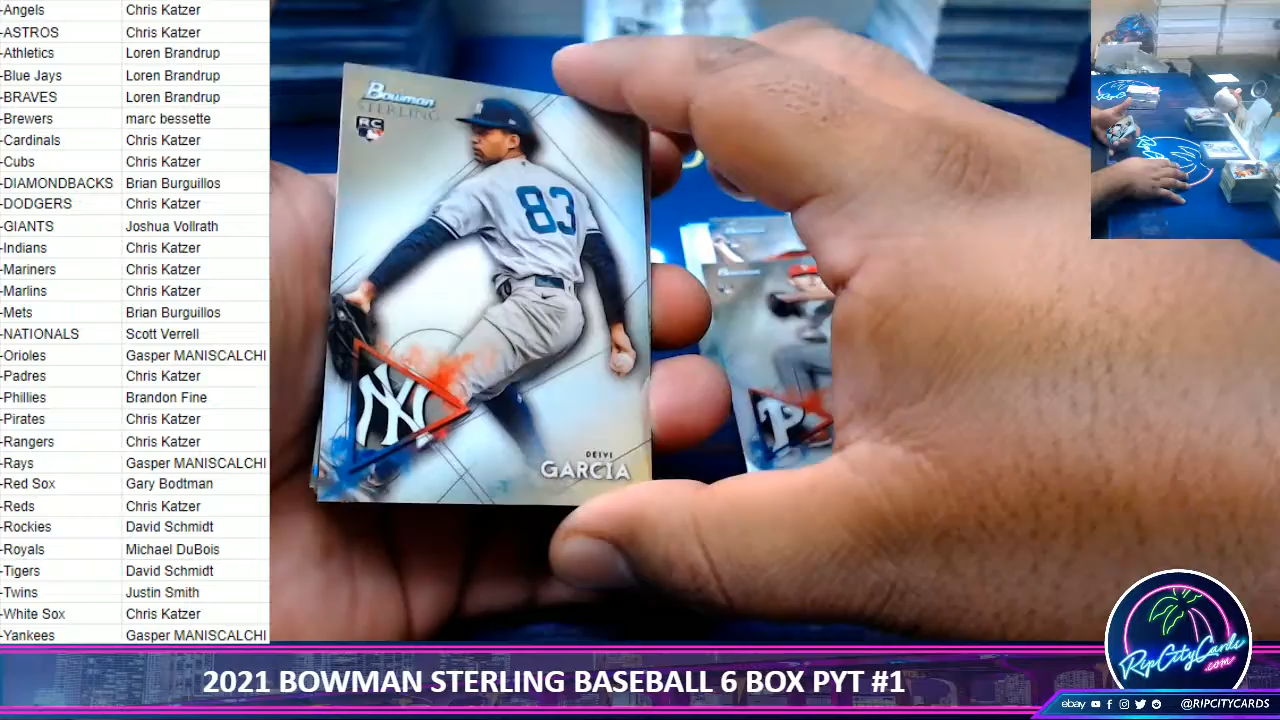 -Angels Chris Katzer
-ASTROS Chris Katzer
-Athletics Loren Brandrup
-Blue Jays Loren Brandrup
-BRAVES Loren Brandrup
-Brewers marc bessette
-Cardinals Chris Katzer
-Cubs Chris Katzer
-DIAMONDBACKS Brian Burguillos
-DODGERS Chris Katzer
-GIANTS Joshua Vollrath
-Indians Chris Katzer
-Mariners Chris Katzer
-Marlins Chris Katzer
-Mets Brian Burguillos
-NATIONALS Scott Verrell
-Orioles Gasper MANISCALCHI
-Padres Chris Katzer
-Phillies Brandon Fine
-Pirates Chris Katzer
-Rangers Chris Katzer
-Rays Gasper MANISCALCHI
-Red Sox Gary Bodtman
-Reds Chris Katzer
-Rockies David Schmidt
-Royals Michael DuBois
-Tigers David Schmidt
-Twins Justin Smith
-White Sox Chris Katzer
-Yankees Gasper MANISCALCHI
Bowman
STERLING
RC
83
NY
DEIVI
GARCIA
Bowman
P
RipCityCards
.com
2021 BOWMAN STERLING BASEBALL 6 BOX PYT #1
ebay @RIPCITYCARDS